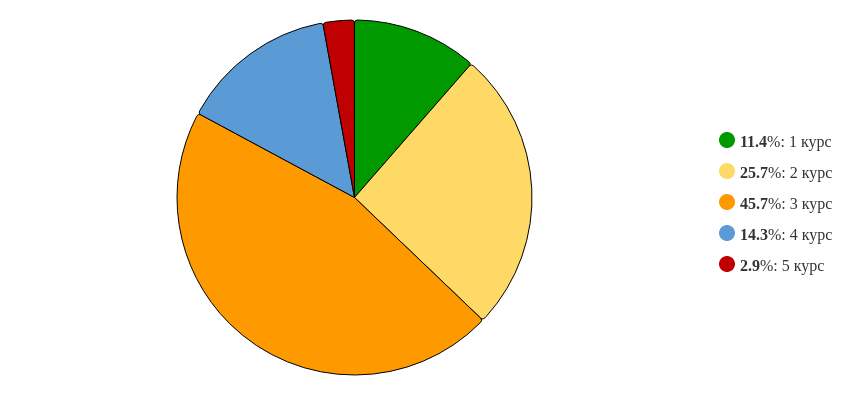 11.4%: 1 курс
25.7%: 2 курс
45.7%: 3 курс
14.3%: 4 курс
2.9%: 5 курс